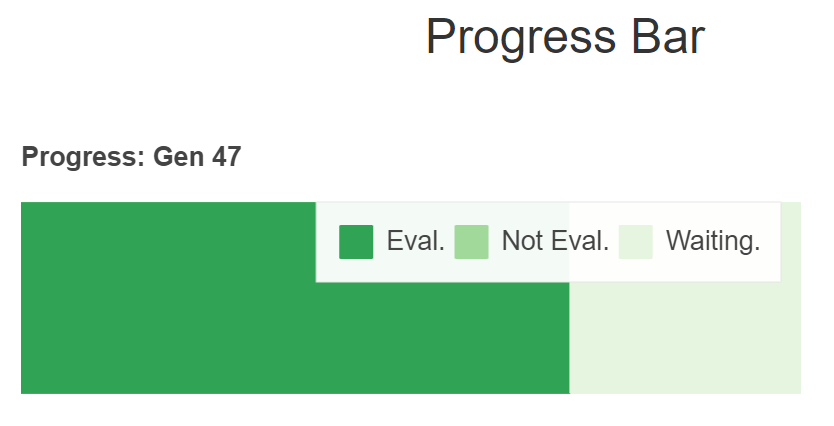 Progress Bar
Progress: Gen 47
Eval. Not Eval. Waiting.